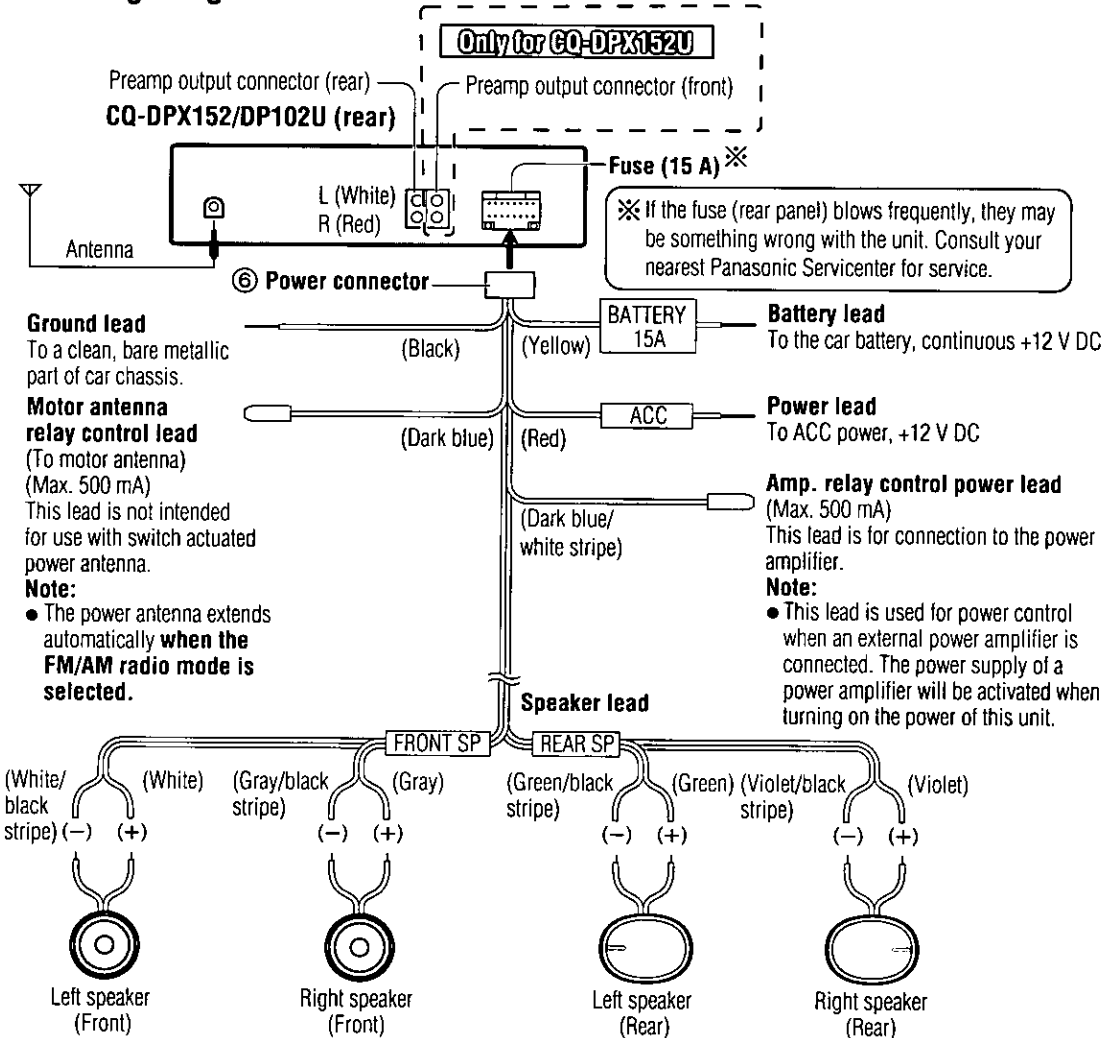 Only for CQ-DPX152U
Preamp output connector (rear)
Preamp output connector (front)
CQ-DPX152/DP102U (rear)
Fuse (15 A) ※
L (White)
R (Red)
Antenna
※ If the fuse (rear panel) blows frequently, they may
be something wrong with the unit. Consult your
nearest Panasonic Servicenter for service.
⑥ Power connector
Ground lead
To a clean, bare metallic
part of car chassis.
(Black)
(Yellow)
BATTERY
15A
Battery lead
To the car battery, continuous +12 V DC
Motor antenna
relay control lead
(To motor antenna)
(Max. 500 mA)
This lead is not intended
for use with switch actuated
power antenna.
Note:
● The power antenna extends
automatically when the
FM/AM radio mode is
selected.
(Dark blue)
(Red)
ACC
Power lead
To ACC power, +12 V DC
(Dark blue/
white stripe)
Amp. relay control power lead
(Max. 500 mA)
This lead is for connection to the power
amplifier.
Note:
● This lead is used for power control
when an external power amplifier is
connected. The power supply of a
power amplifier will be activated when
turning on the power of this unit.
Speaker lead
FRONT SP
REAR SP
(White/
black
stripe)
(White)
(Gray/black
stripe)
(Gray)
(Green/black
stripe)
(Green)
(Violet/black
stripe)
(Violet)
(−) (+)
(−) (+)
(−) (+)
(−) (+)
Left speaker
(Front)
Right speaker
(Front)
Left speaker
(Rear)
Right speaker
(Rear)